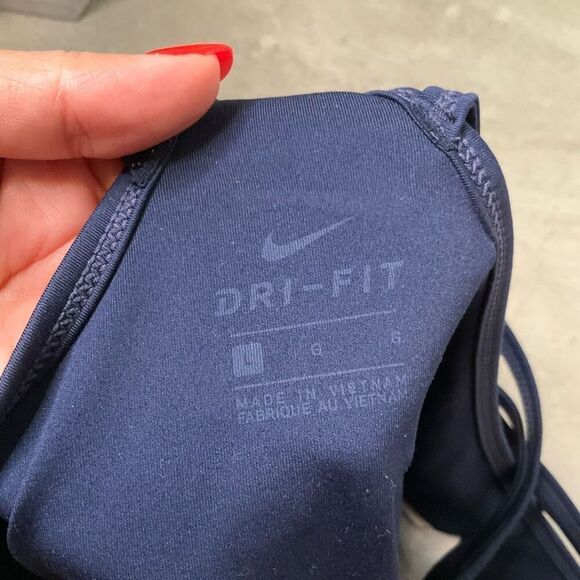 DRI-FIT
L G G
MADE IN VIETNAM
FABRIQUE AU VIETNAM